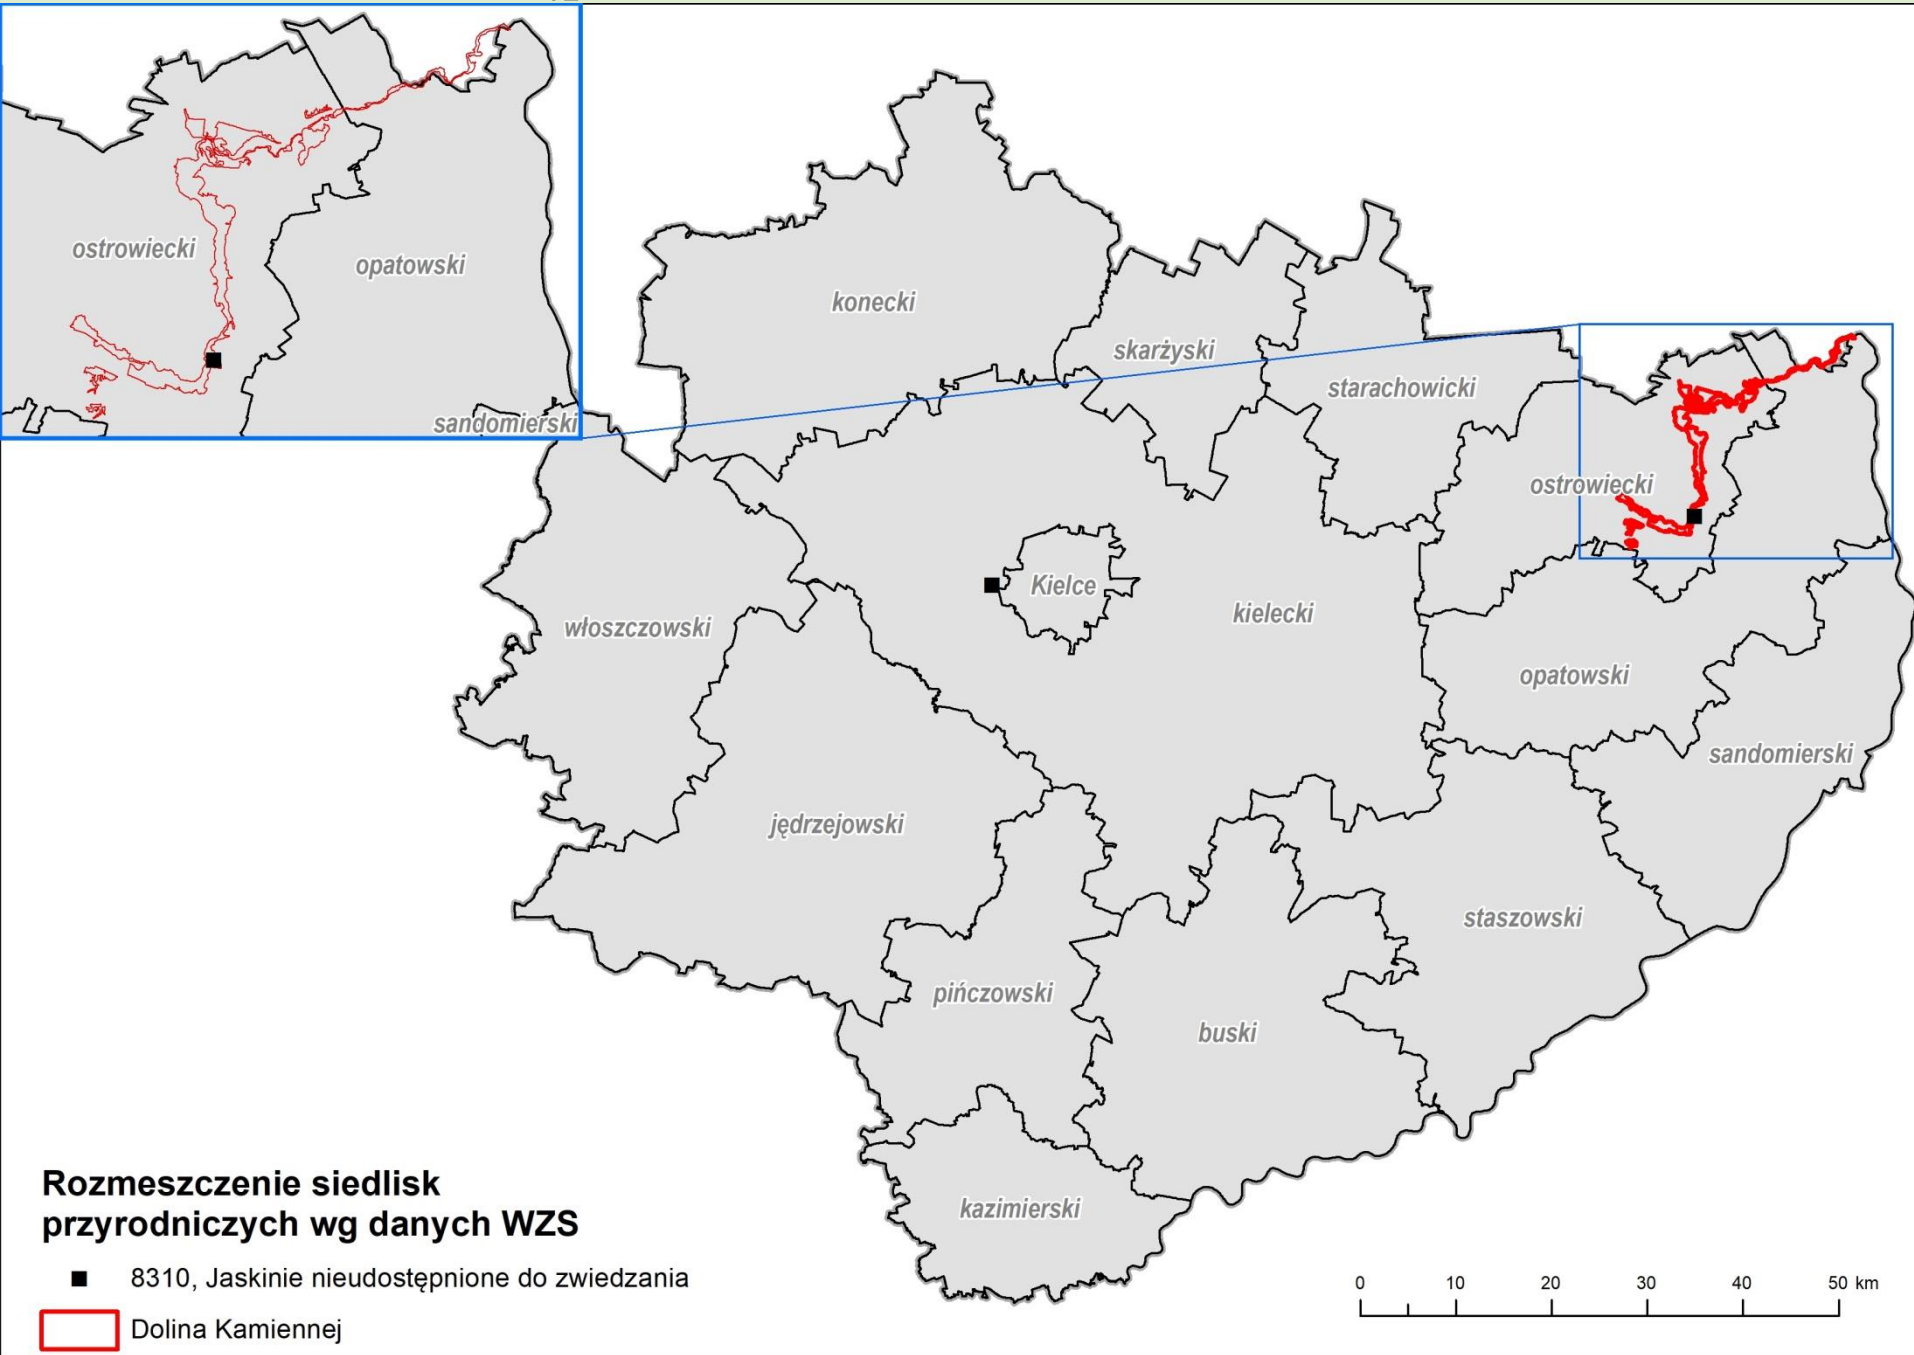 ostrowiecki
opatowski
sandomierski
konecki
skarżyski
starachowicki
ostrowiecki
Kielce
kielecki
włoszczowski
opatowski
sandomierski
jędrzejowski
staszowski
pińczowski
buski
kazimierski
Rozmeszczenie siedlisk
przyrodniczych wg danych WZS
8310, Jaskinie nieudostępnione do zwiedzania
Dolina Kamiennej
0 10 20 30 40 50 km